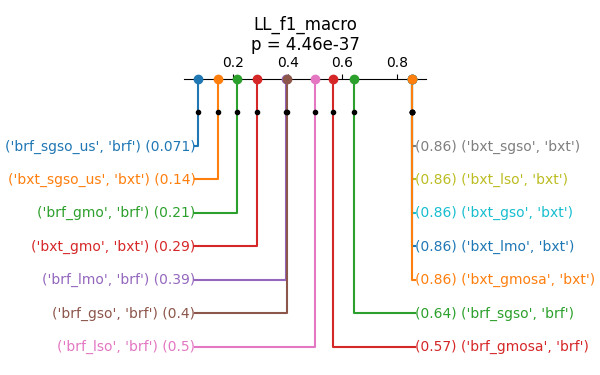 LL_f1_macro
p = 4.46e-37
0.2 0.4 0.6 0.8
('brf_sgso_us', 'brf') (0.071) (0.86) ('bxt_sgso', 'bxt')
('bxt_sgso_us', 'bxt') (0.14) (0.86) ('bxt_lso', 'bxt')
('brf_gmo', 'brf') (0.21) (0.86) ('bxt_gso', 'bxt')
('bxt_gmo', 'bxt') (0.29) (0.86) ('bxt_lmo', 'bxt')
('brf_lmo', 'brf') (0.39) (0.86) ('bxt_gmosa', 'bxt')
('brf_gso', 'brf') (0.4) (0.64) ('brf_sgso', 'brf')
('brf_lso', 'brf') (0.5) (0.57) ('brf_gmosa', 'brf')